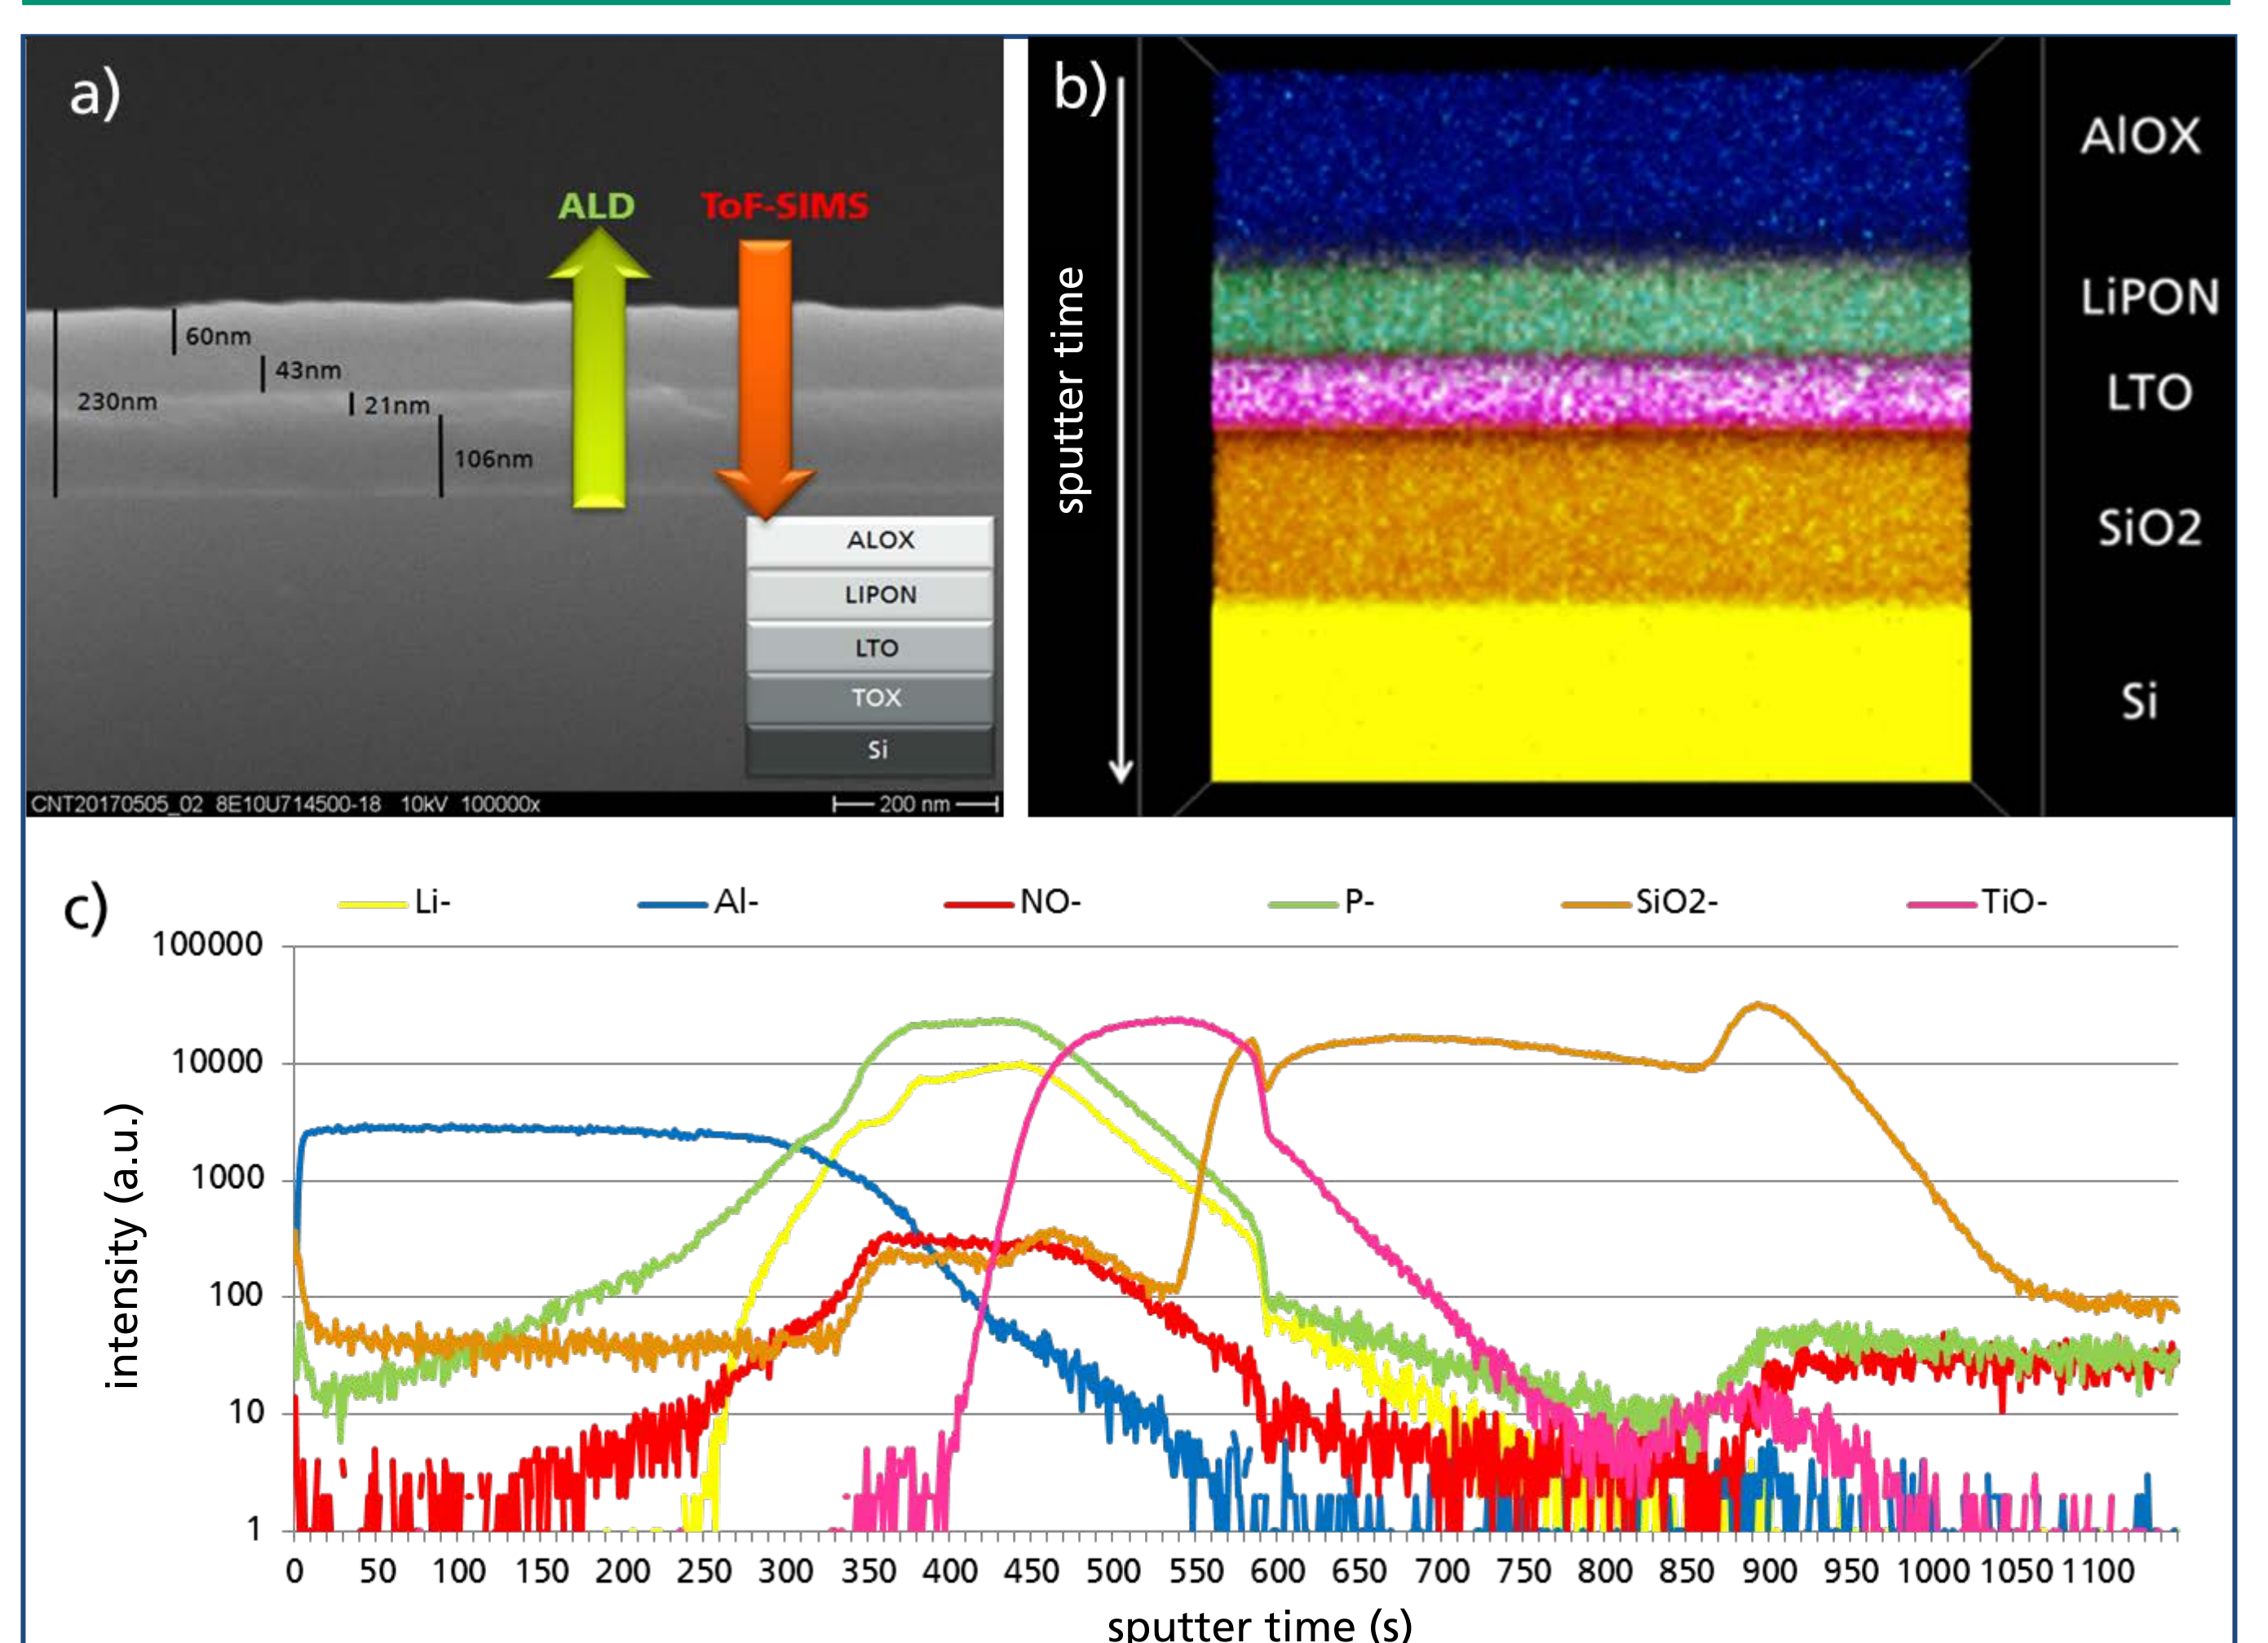 a)
ALD
ToF-SIMS
60nm
43nm
230nm
21nm
106nm
ALOX
LIPON
LTO
TOX
Si
CNT20170505_02 8E10U714500-18 10kV 100000x
200 nm
b)
sputter time
AlOX
LiPON
LTO
SiO2
Si
c)
Li-
Al-
NO-
P-
SiO2-
TiO-
intensity (a.u.)
100000
10000
1000
100
10
1
0 50 100 150 200 250 300 350 400 450 500 550 600 650 700 750 800 850 900 950 1000 1050 1100
sputter time (s)